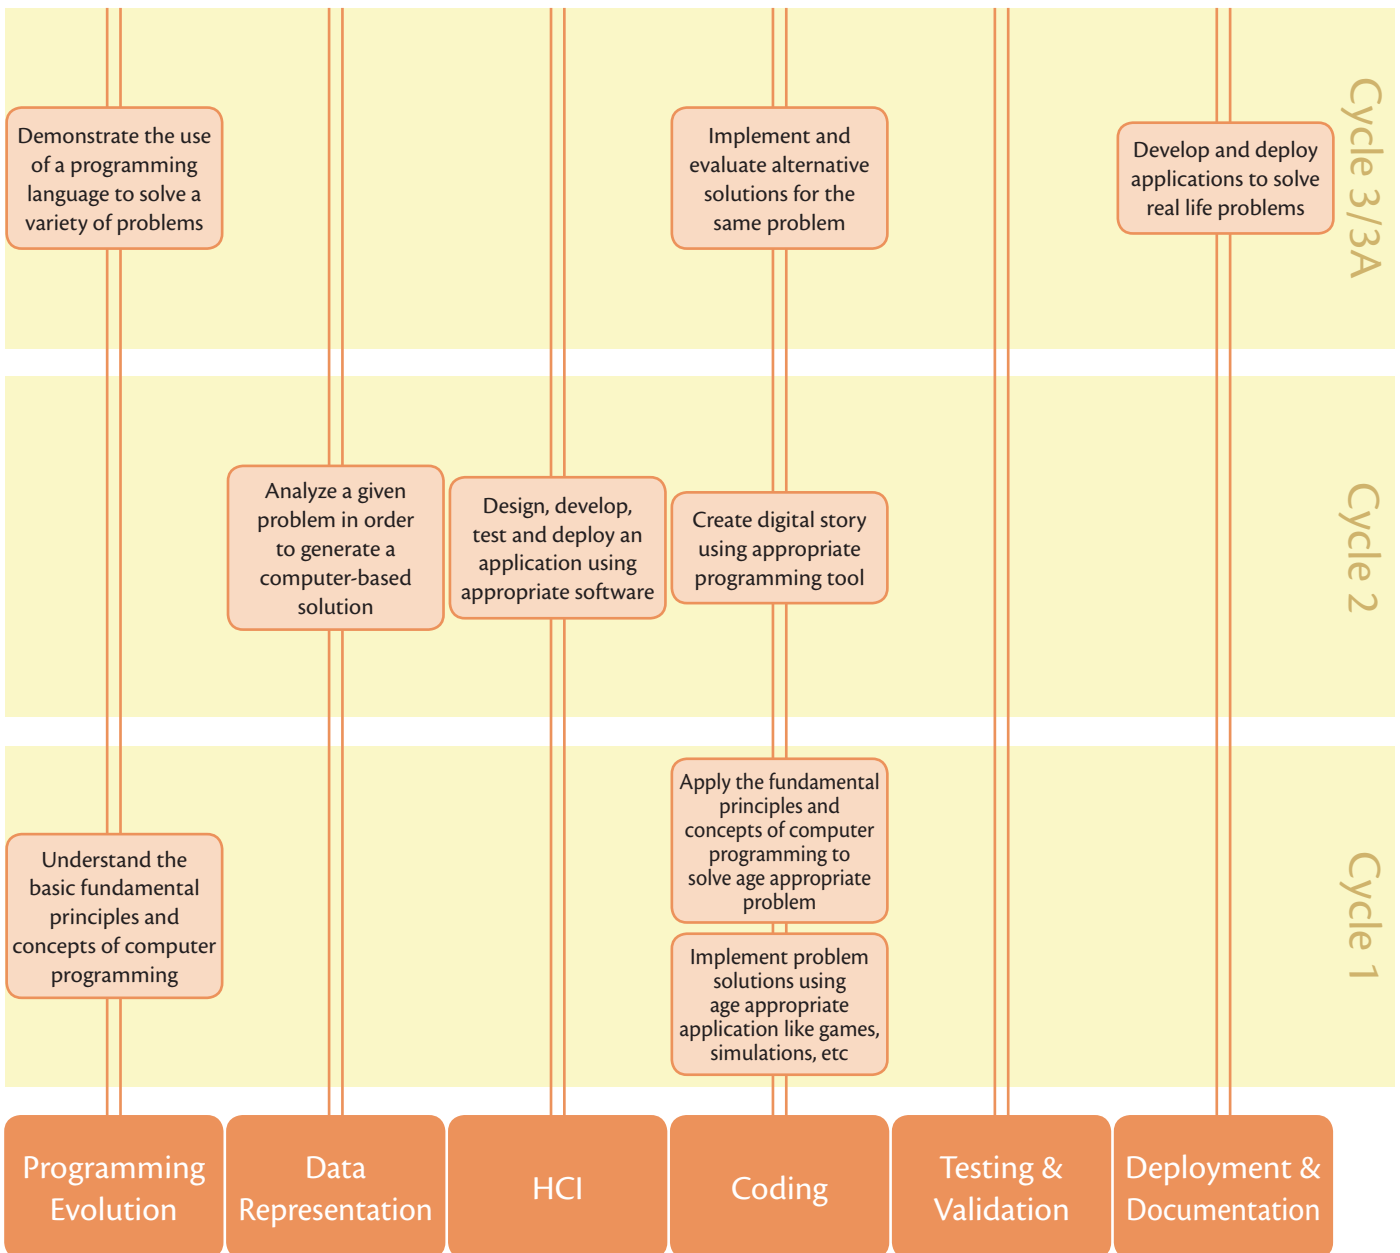 Demonstrate the use
of a programming
language to solve a
variety of problems
Implement and
evaluate alternative
solutions for the
same problem
Develop and deploy
applications to solve
real life problems
Cycle 3/3A
Analyze a given
problem in order
to generate a
computer-based
solution
Design, develop,
test and deploy an
application using
appropriate software
Create digital story
using appropriate
programming tool
Cycle 2
Understand the
basic fundamental
principles and
concepts of computer
programming
Apply the fundamental
principles and
concepts of computer
programming to
solve age appropriate
problem
Implement problem
solutions using
age appropriate
application like games,
simulations, etc
Cycle 1
Programming
Evolution
Data
Representation
HCI
Coding
Testing &
Validation
Deployment &
Documentation